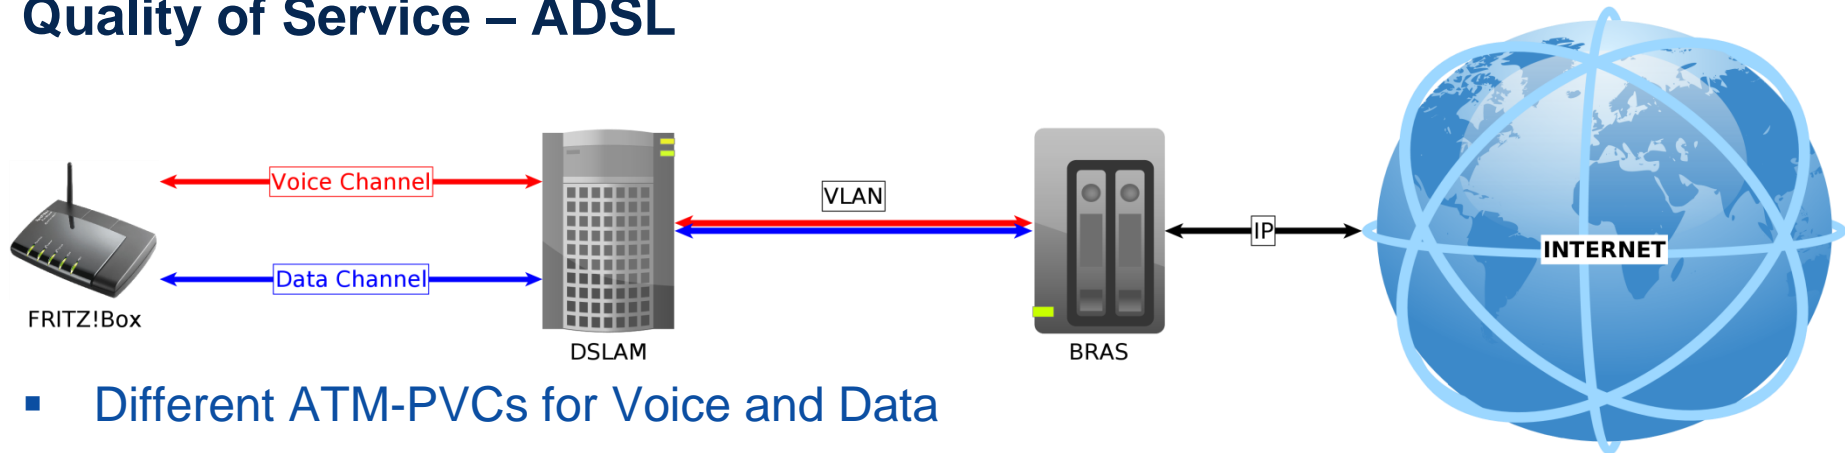 Quality of Service – ADSL
Voice Channel
VLAN
IP
INTERNET
Data Channel
FRITZ!Box
DSLAM
BRAS
▪ Different ATM-PVCs for Voice and Data